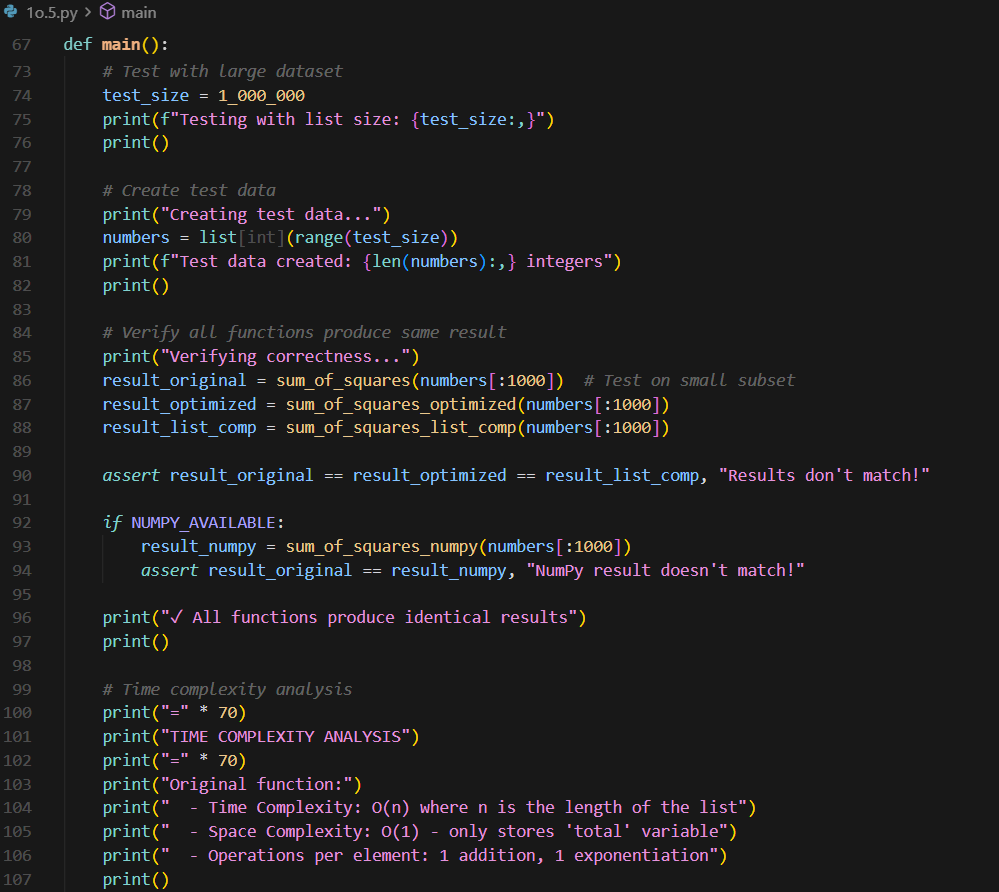 1o.5.py > main
67 def main():
73     # Test with large dataset
74     test_size = 1_000_000
75     print(f"Testing with list size: {test_size:,}")
76     print()
77
78     # Create test data
79     print("Creating test data...")
80     numbers = list[int](range(test_size))
81     print(f"Test data created: {len(numbers):,} integers")
82     print()
83
84     # Verify all functions produce same result
85     print("Verifying correctness...")
86     result_original = sum_of_squares(numbers[:1000])  # Test on small subset
87     result_optimized = sum_of_squares_optimized(numbers[:1000])
88     result_list_comp = sum_of_squares_list_comp(numbers[:1000])
89
90     assert result_original == result_optimized == result_list_comp, "Results don't match!"
91
92     if NUMPY_AVAILABLE:
93         result_numpy = sum_of_squares_numpy(numbers[:1000])
94         assert result_original == result_numpy, "NumPy result doesn't match!"
95
96     print("✓ All functions produce identical results")
97     print()
98
99     # Time complexity analysis
100     print("=" * 70)
101     print("TIME COMPLEXITY ANALYSIS")
102     print("=" * 70)
103     print("Original function:")
104     print("  - Time Complexity: O(n) where n is the length of the list")
105     print("  - Space Complexity: O(1) - only stores 'total' variable")
106     print("  - Operations per element: 1 addition, 1 exponentiation")
107     print()